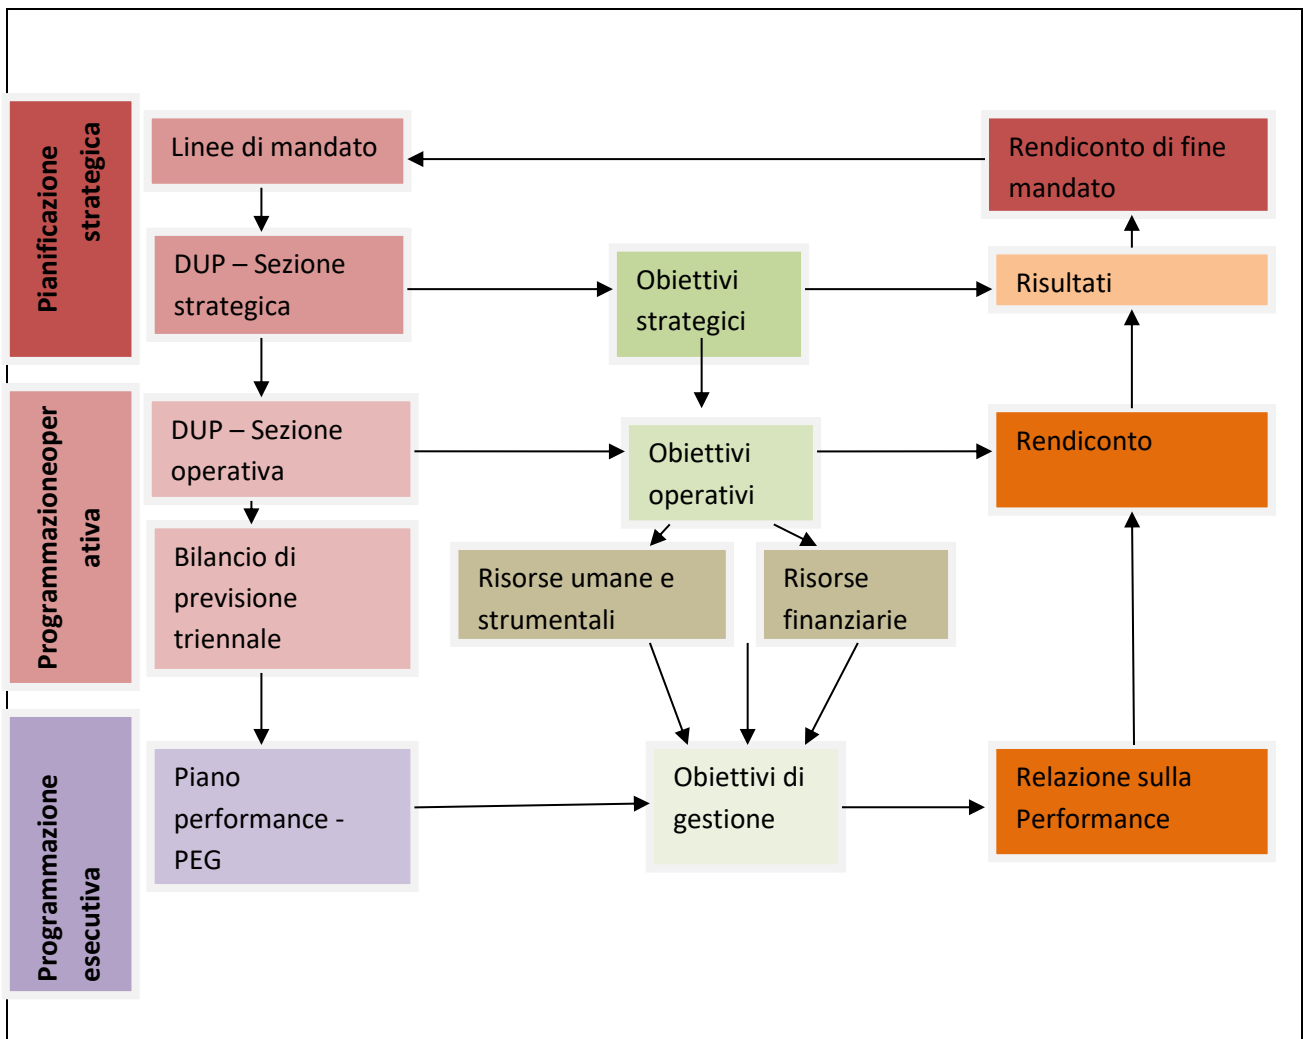 Pianificazione
strategica
Linee di mandato
Rendiconto di fine
mandato
DUP – Sezione
strategica
Obiettivi
strategici
Risultati
Programmazioneoper
ativa
DUP – Sezione
operativa
Obiettivi
operativi
Rendiconto
Bilancio di
previsione
triennale
Risorse umane e
strumentali
Risorse
finanziarie
Programmazione
esecutiva
Piano
performance -
PEG
Obiettivi di
gestione
Relazione sulla
Performance